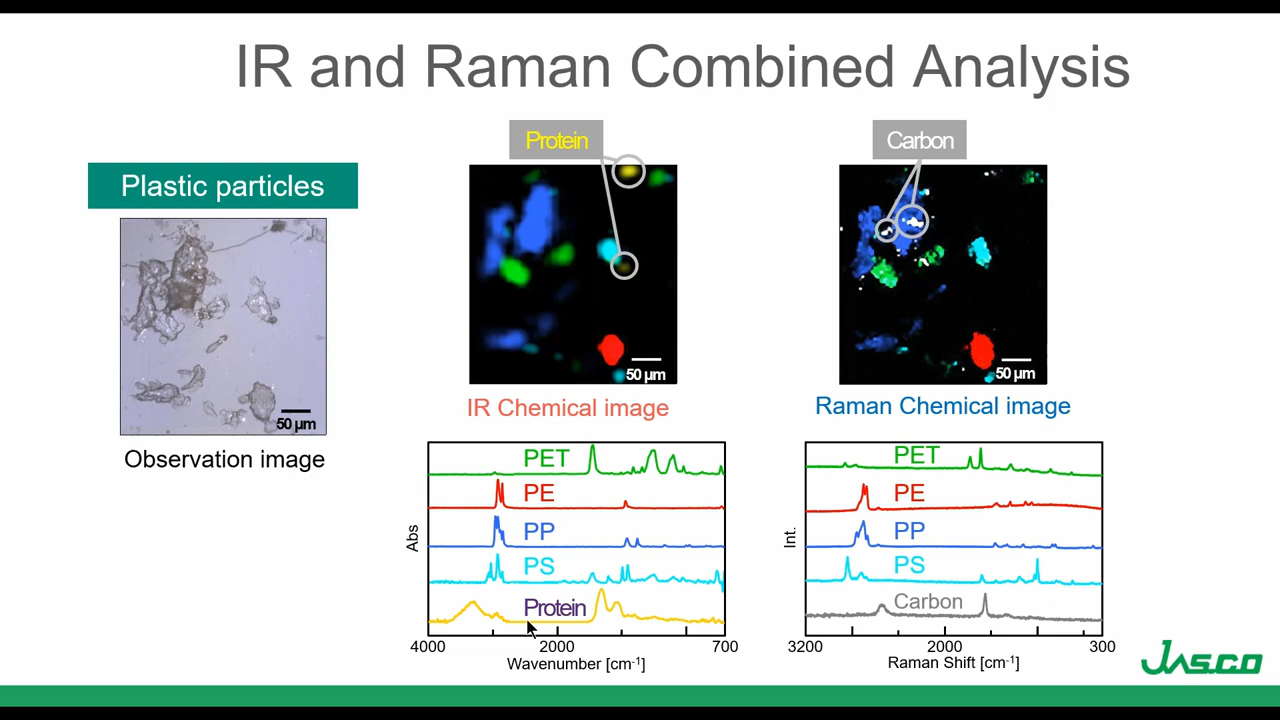 IR and Raman Combined Analysis
Plastic particles
50 µm
Observation image
Protein
50 µm
IR Chemical image
Carbon
50 µm
Raman Chemical image
Abs
PET
PE
PP
PS
Protein
4000 2000 700
Wavenumber [cm-1]
Int.
PET
PE
PP
PS
Carbon
3200 2000 300
Raman Shift [cm-1]
JASCO